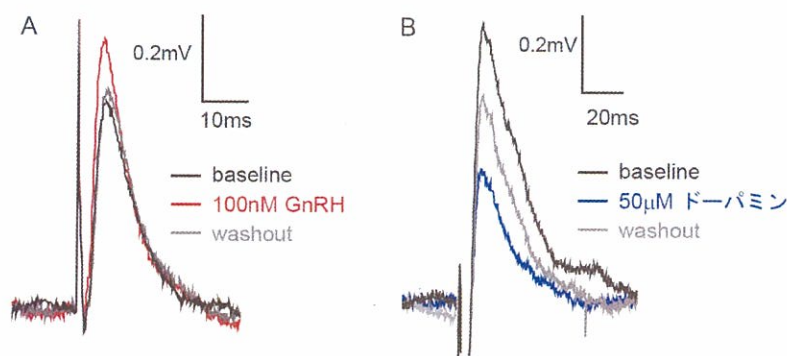 A
0.2mV
10ms
baseline
100nM GnRH
washout
B
0.2mV
20ms
baseline
50µM ドーパミン
washout